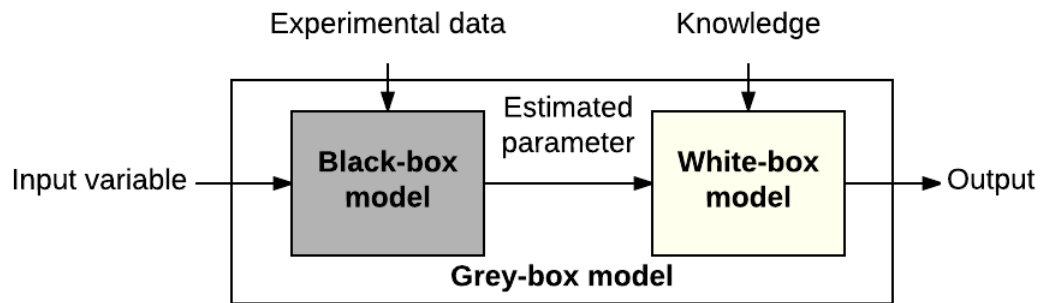 Experimental data
Knowledge
Estimated
parameter
Input variable
Black-box
model
White-box
model
Output
Grey-box model